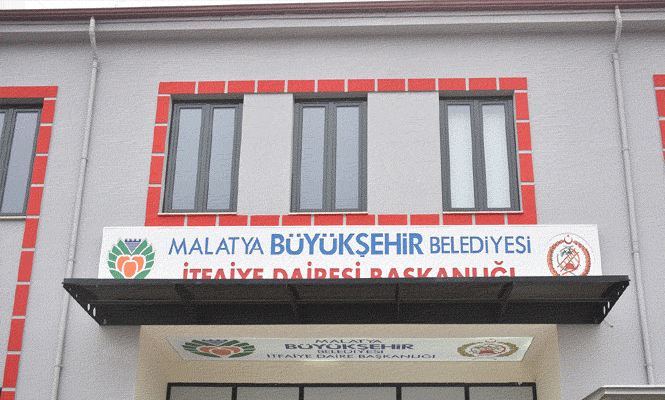 MALATYA BÜYÜKŞEHİR BELEDİYESİ
İTFAİYE DAİRESİ BAŞKANLIĞI
MALATYA
BÜYÜKŞEHİR
BELEDİYESİ
İTFAİYE DAİRE BAŞKANLIĞI